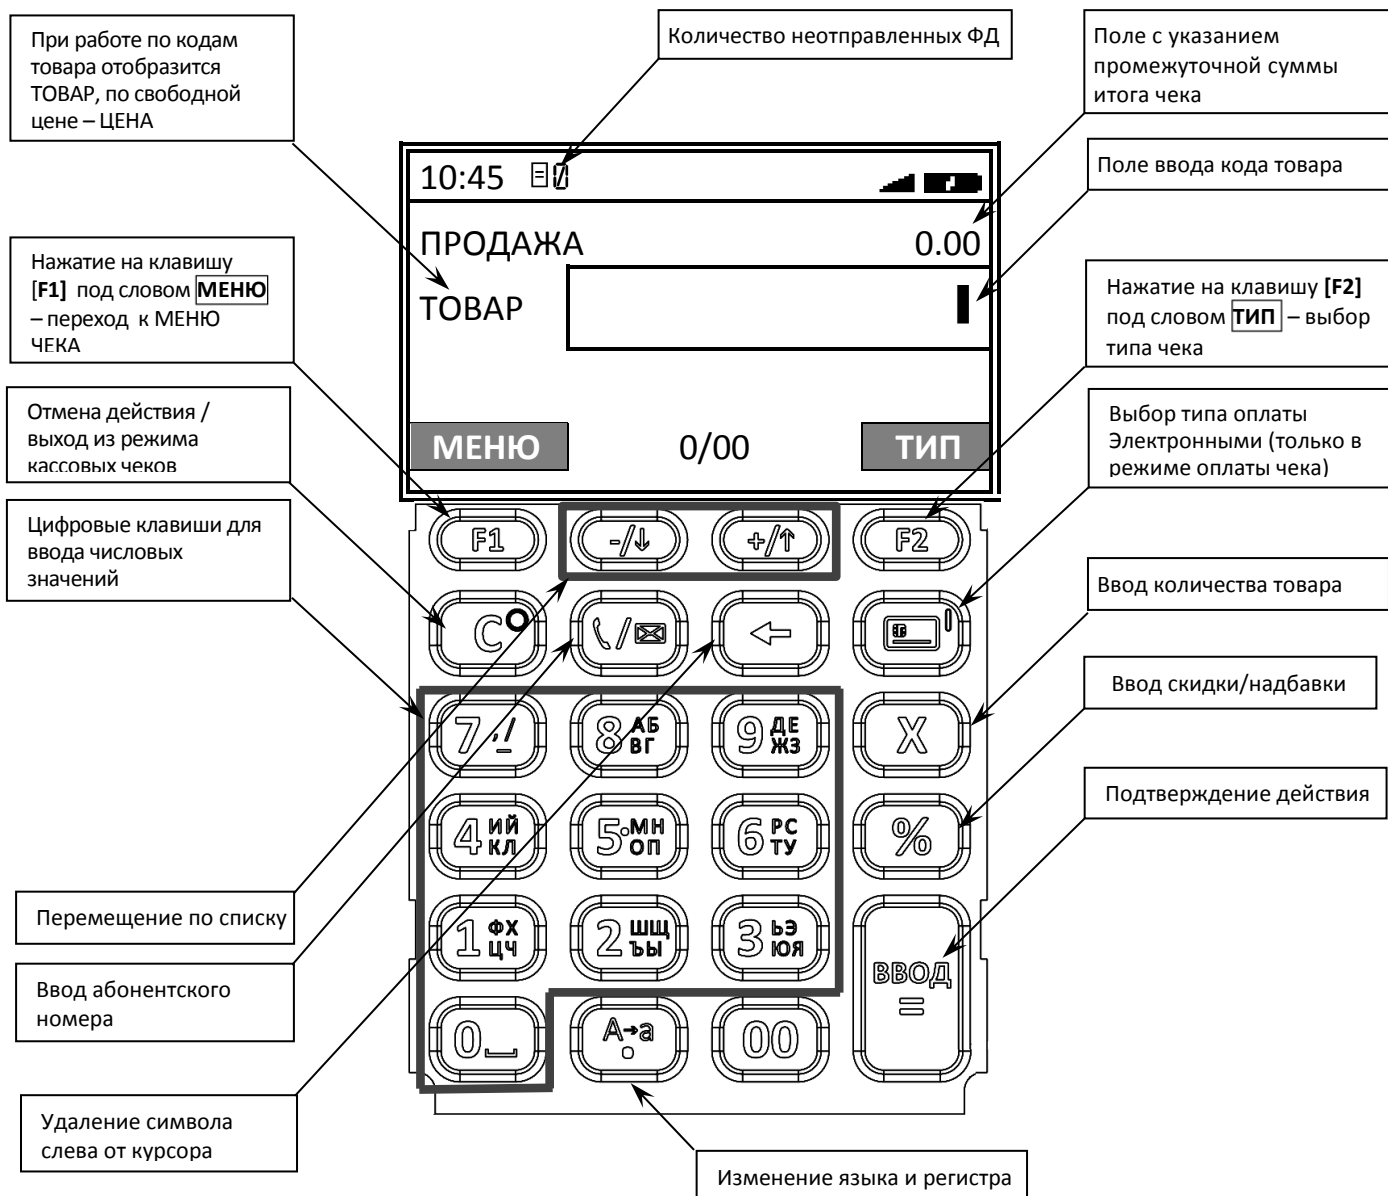 При работе по кодам
товара отобразится
ТОВАР, по свободной
цене – ЦЕНА
Количество неотправленных ФД
Поле с указанием
промежуточной суммы
итога чека
Поле ввода кода товара
10:45 0
ПРОДАЖА 0.00
ТОВАР
МЕНЮ 0/00 ТИП
Нажатие на клавишу
[F1] под словом МЕНЮ
– переход к МЕНЮ
ЧЕКА
Нажатие на клавишу [F2]
под словом ТИП – выбор
типа чека
Отмена действия /
выход из режима
кассовых чеков
Выбор типа оплаты
Электронными (только в
режиме оплаты чека)
Цифровые клавиши для
ввода числовых
значений
Ввод количества товара
Ввод скидки/надбавки
Подтверждение действия
F1 -/↓ +/↑ F2
C / ←
7 ,/_ 8 АБ 9 ДЕ X
ВГ ЖЗ
4 ИЙ 5 МН 6 РС %
КЛ ОП ТУ
1 ФХ 2 ШЩ 3 ЬЭ
ЦЧ ЪЫ ЮЯ
ВВОД
=
0 A→a 00
Перемещение по списку
Ввод абонентского
номера
Удаление символа
слева от курсора
Изменение языка и регистра